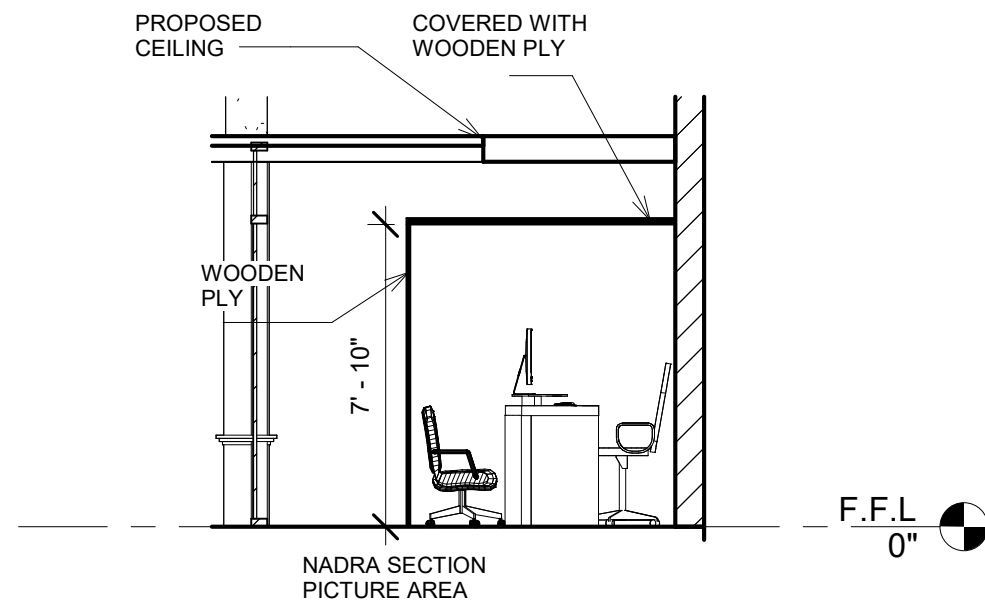 PROPOSED
CEILING
COVERED WITH
WOODEN PLY
WOODEN
PLY
7' - 10"
F.F.L
0"
NADRA SECTION
PICTURE AREA